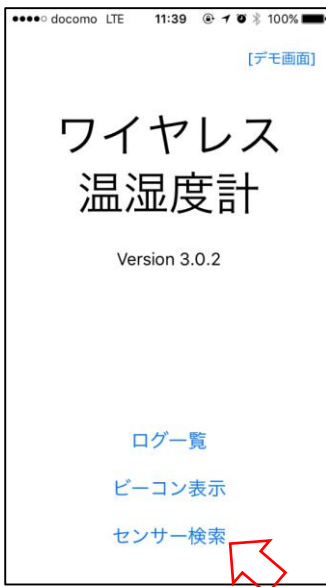 docomo LTE 11:39 100%
[デモ画面]
ワイヤレス
温湿度計
Version 3.0.2
ログ一覧
ビーコン表示
センサー検索